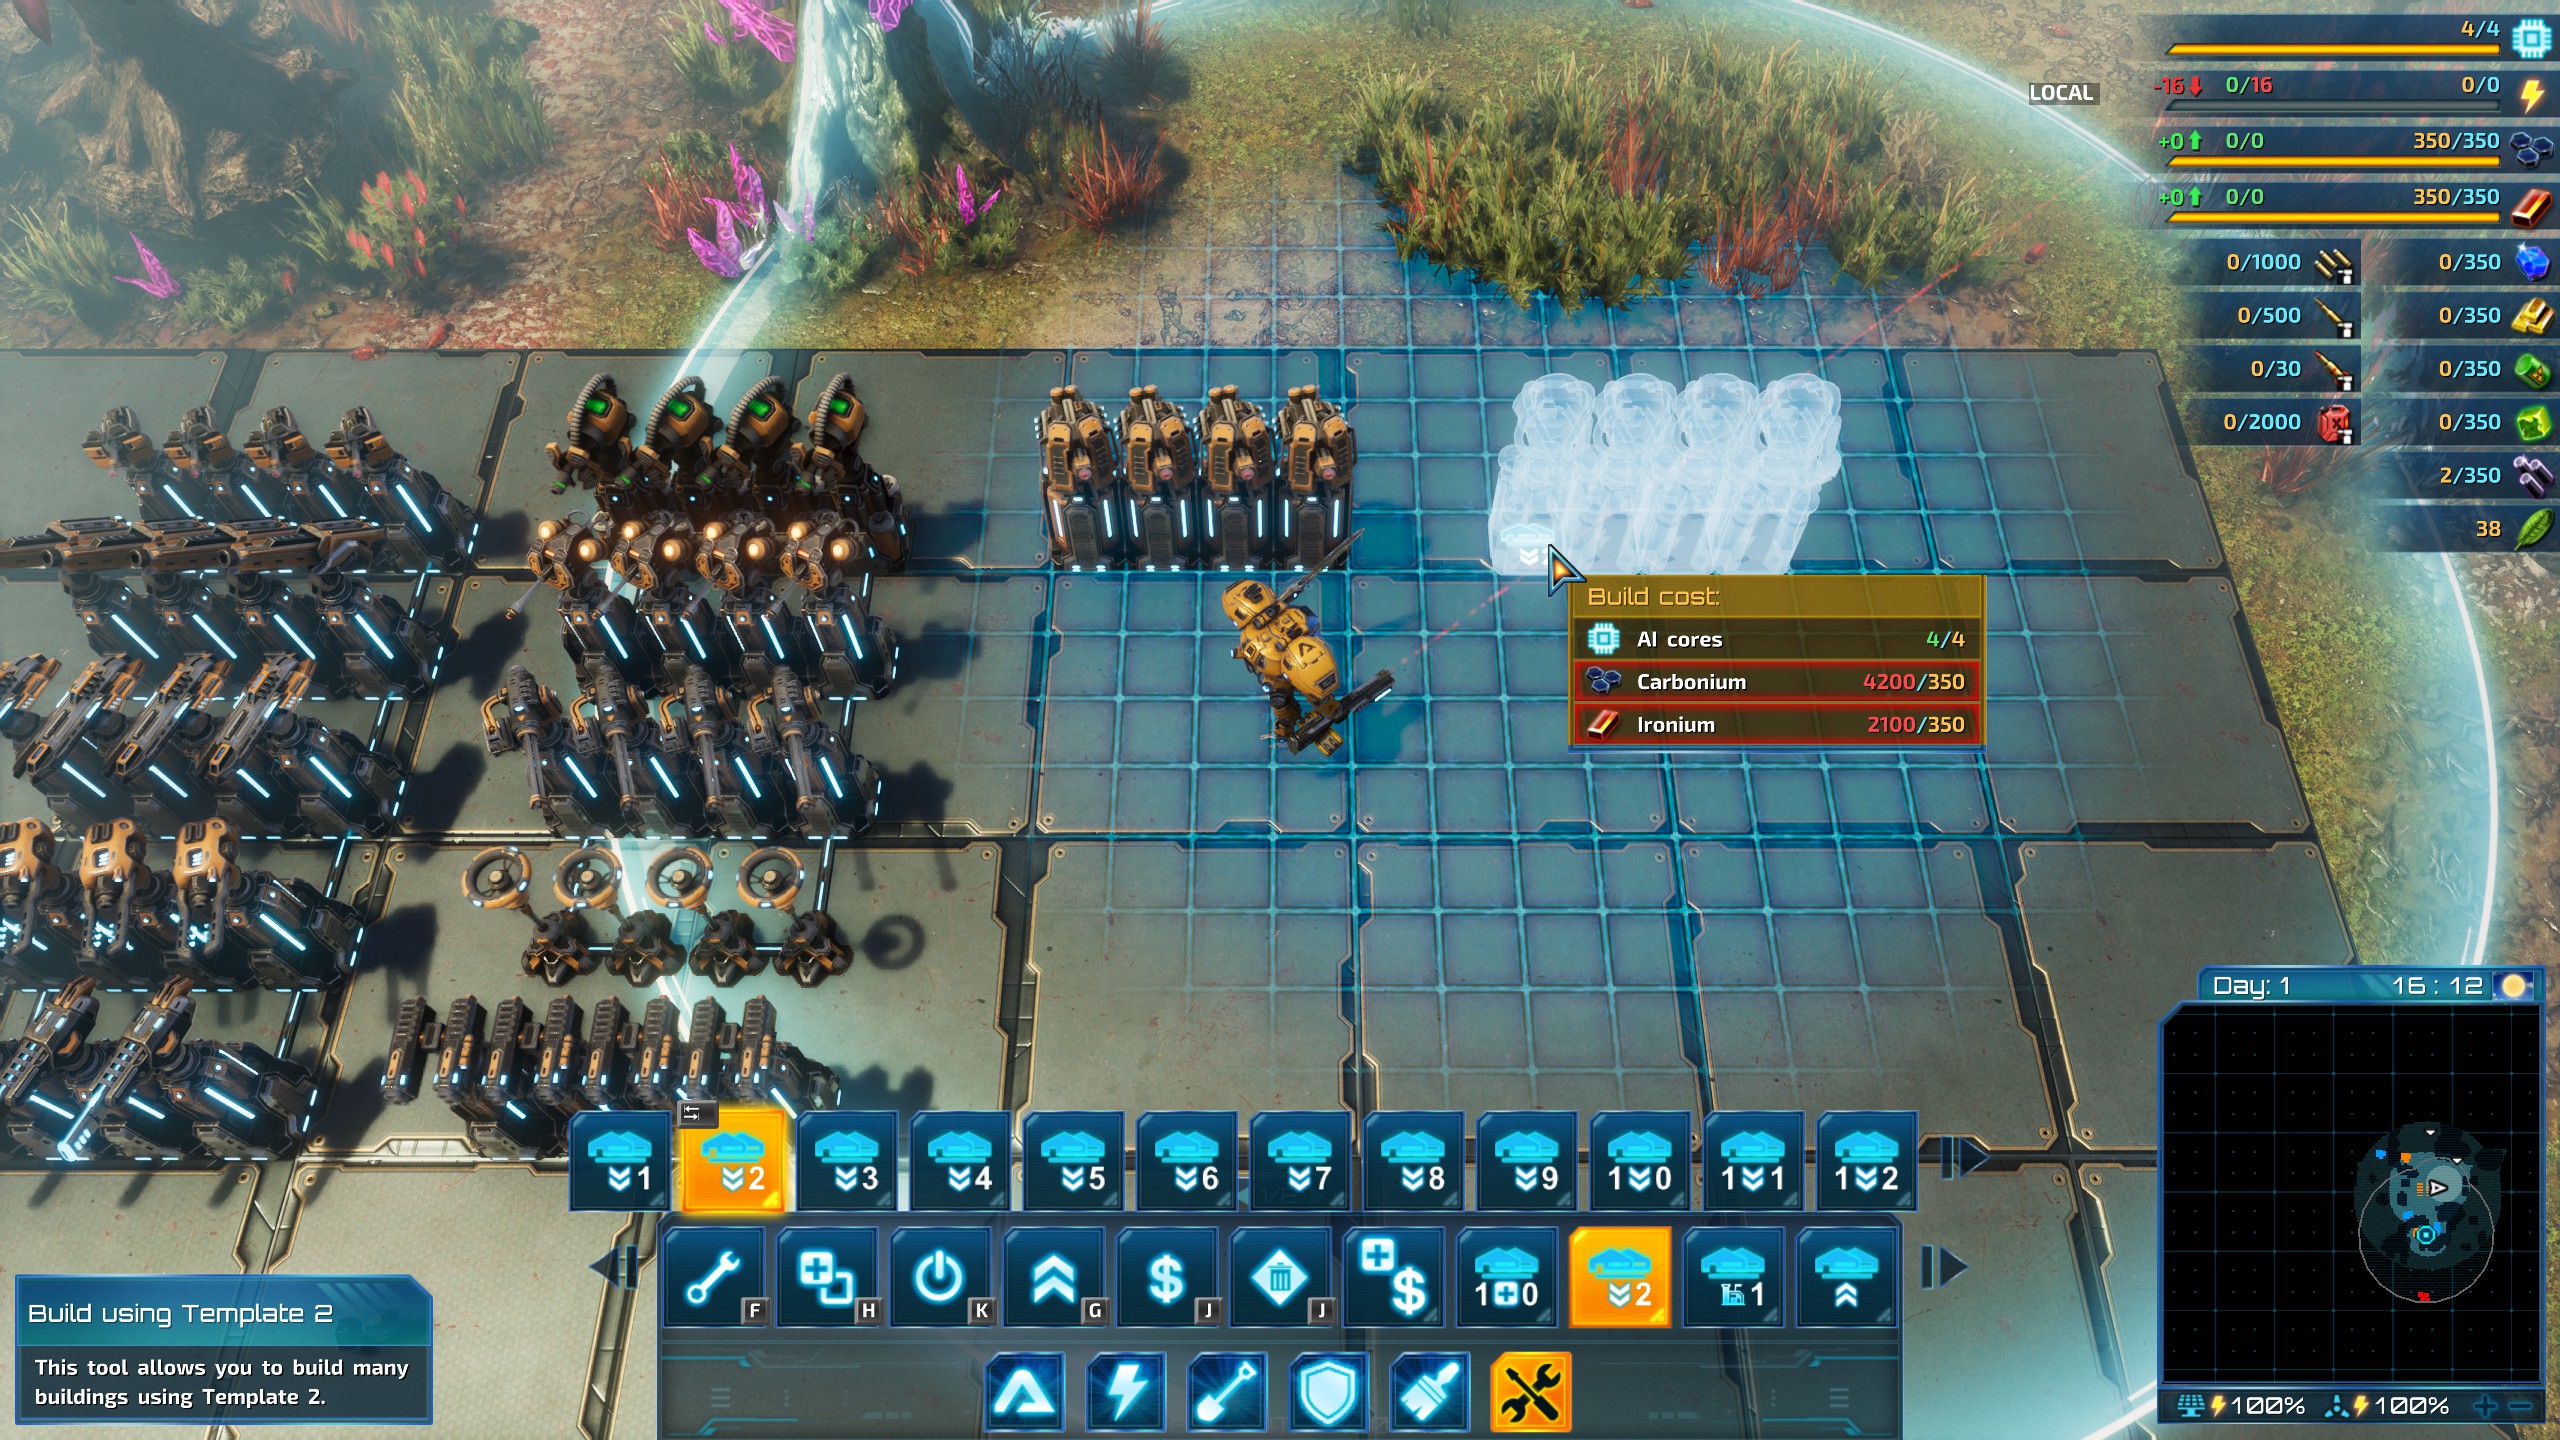 4/4
LOCAL
-16 0/16 0/0
+0 0/0 350/350
+0 0/0 350/350
0/1000 0/350
0/500 0/350
0/30 0/350
0/2000 0/350
2/350
38
Build cost:
AI cores 4/4
Carbonium 4200/350
Ironium 2100/350
Day: 1 16 : 12
1 2 3 4 5 6 7 8 9 10 11 12
F H K G J J 10 2 1
Build using Template 2
This tool allows you to build many
buildings using Template 2.
100% 100%